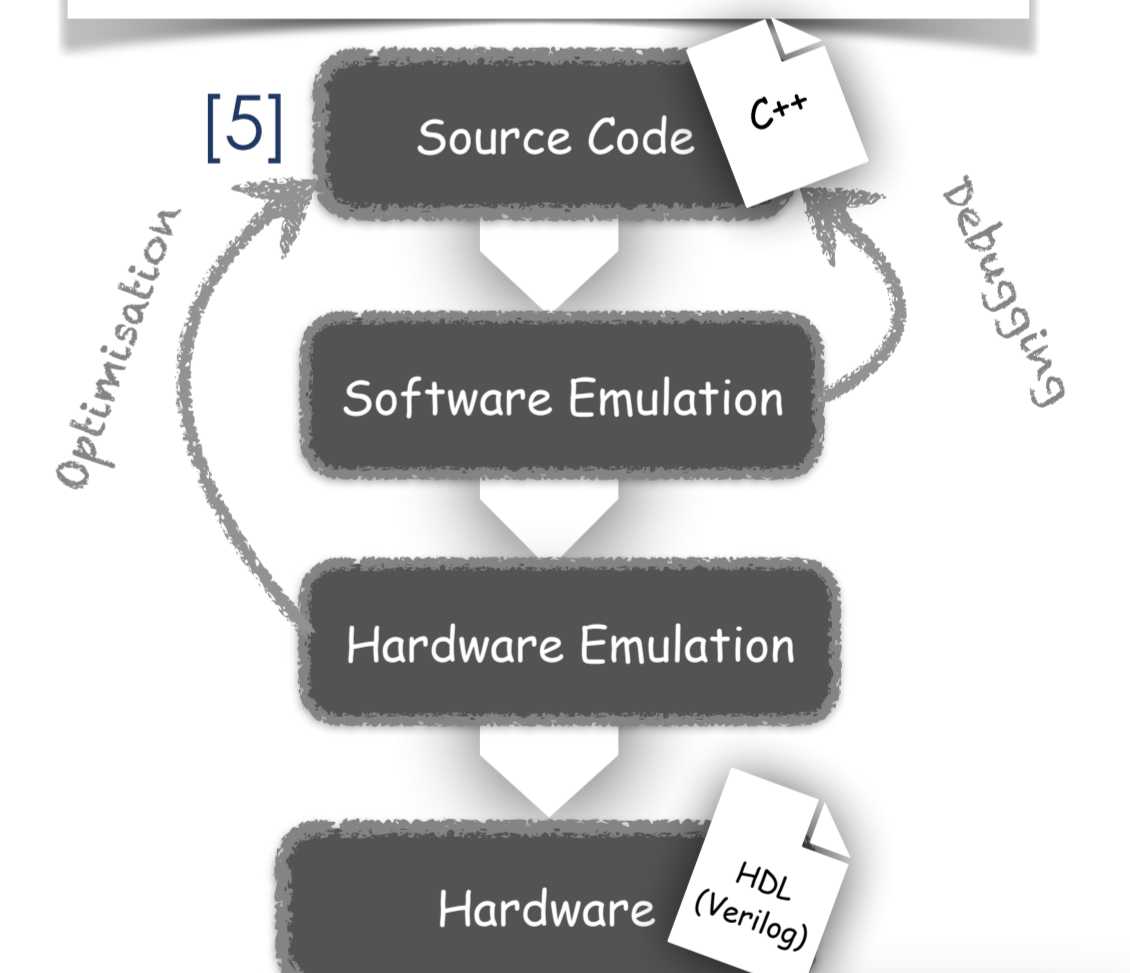 [5]
Source Code
C++
Optimisation
Debugging
Software Emulation
Hardware Emulation
Hardware
HDL
(Verilog)